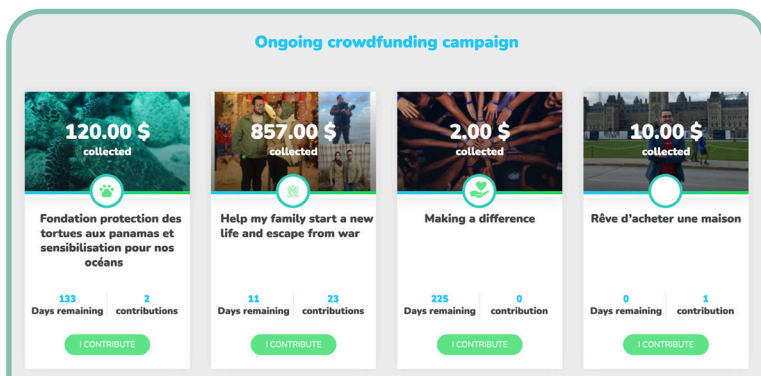 Ongoing crowdfunding campaign
120.00 $
collected
Fondation protection des
tortues aux panamas et
sensibilisation pour nos
océans
133
Days remaining
2
contributions
I CONTRIBUTE
857.00 $
collected
Help my family start a new
life and escape from war
11
Days remaining
23
contributions
I CONTRIBUTE
2.00 $
collected
Making a difference
225
Days remaining
0
contribution
I CONTRIBUTE
10.00 $
collected
Rêve d’acheter une maison
0
Days remaining
1
contribution
I CONTRIBUTE